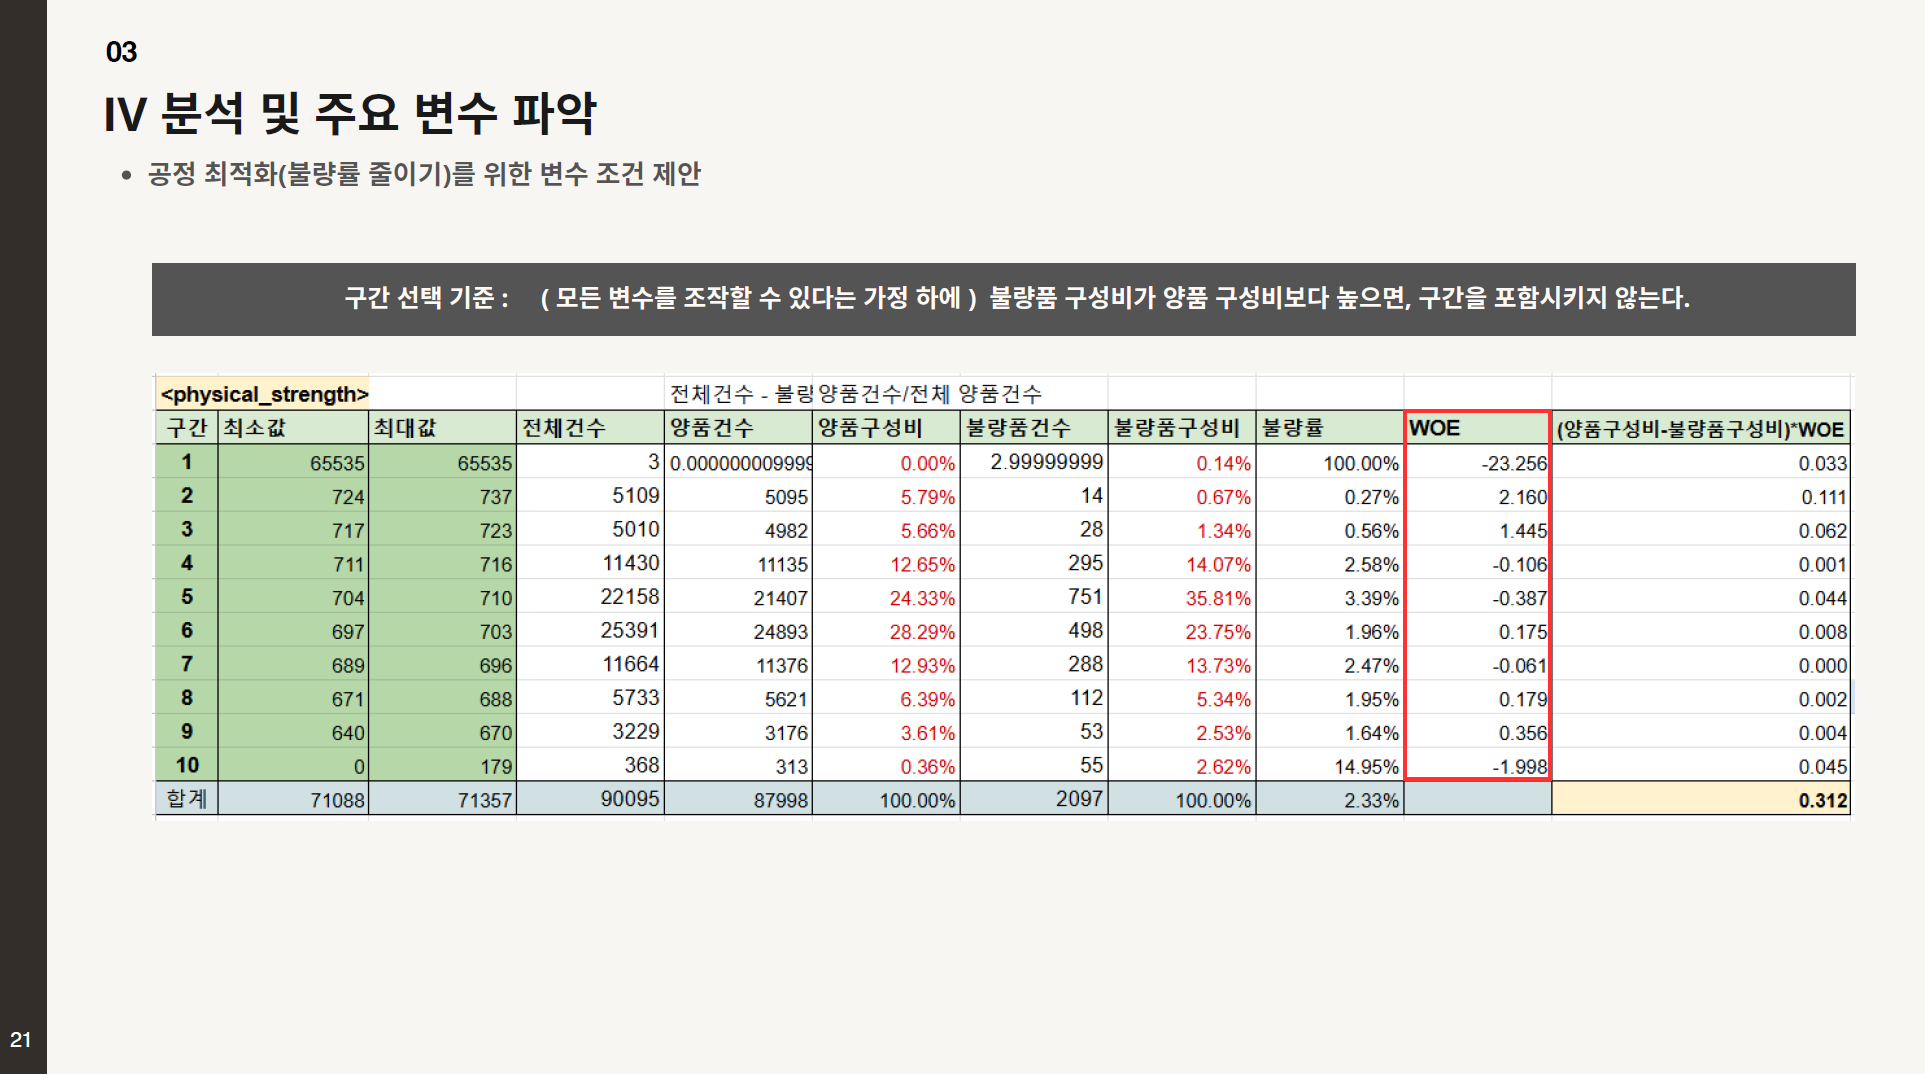 03
IV 분석 및 주요 변수 파악
• 공정 최적화(불량률 줄이기)를 위한 변수 조건 제안
구간 선택 기준 : ( 모든 변수를 조작할 수 있다는 가정 하에 ) 불량품 구성비가 양품 구성비보다 높으면, 구간을 포함시키지 않는다.
<physical_strength> 전체건수 - 불량 양품건수/전체 양품건수
구간 최소값 최대값 전체건수 양품건수 양품구성비 불량품건수 불량품구성비 불량률 WOE (양품구성비-불량품구성비)*WOE
1 65535 65535 3 0.000000009999 0.00% 2.99999999 0.14% 100.00% -23.256 0.033
2 724 737 5109 5095 5.79% 14 0.67% 0.27% 2.160 0.111
3 717 723 5010 4982 5.66% 28 1.34% 0.56% 1.445 0.062
4 711 716 11430 11135 12.65% 295 14.07% 2.58% -0.106 0.001
5 704 710 22158 21407 24.33% 751 35.81% 3.39% -0.387 0.044
6 697 703 25391 24893 28.29% 498 23.75% 1.96% 0.175 0.008
7 689 696 11664 11376 12.93% 288 13.73% 2.47% -0.061 0.000
8 671 688 5733 5621 6.39% 112 5.34% 1.95% 0.179 0.002
9 640 670 3229 3176 3.61% 53 2.53% 1.64% 0.356 0.004
10 0 179 368 313 0.36% 55 2.62% 14.95% -1.998 0.045
합계 71088 71357 90095 87998 100.00% 2097 100.00% 2.33% 0.312
21